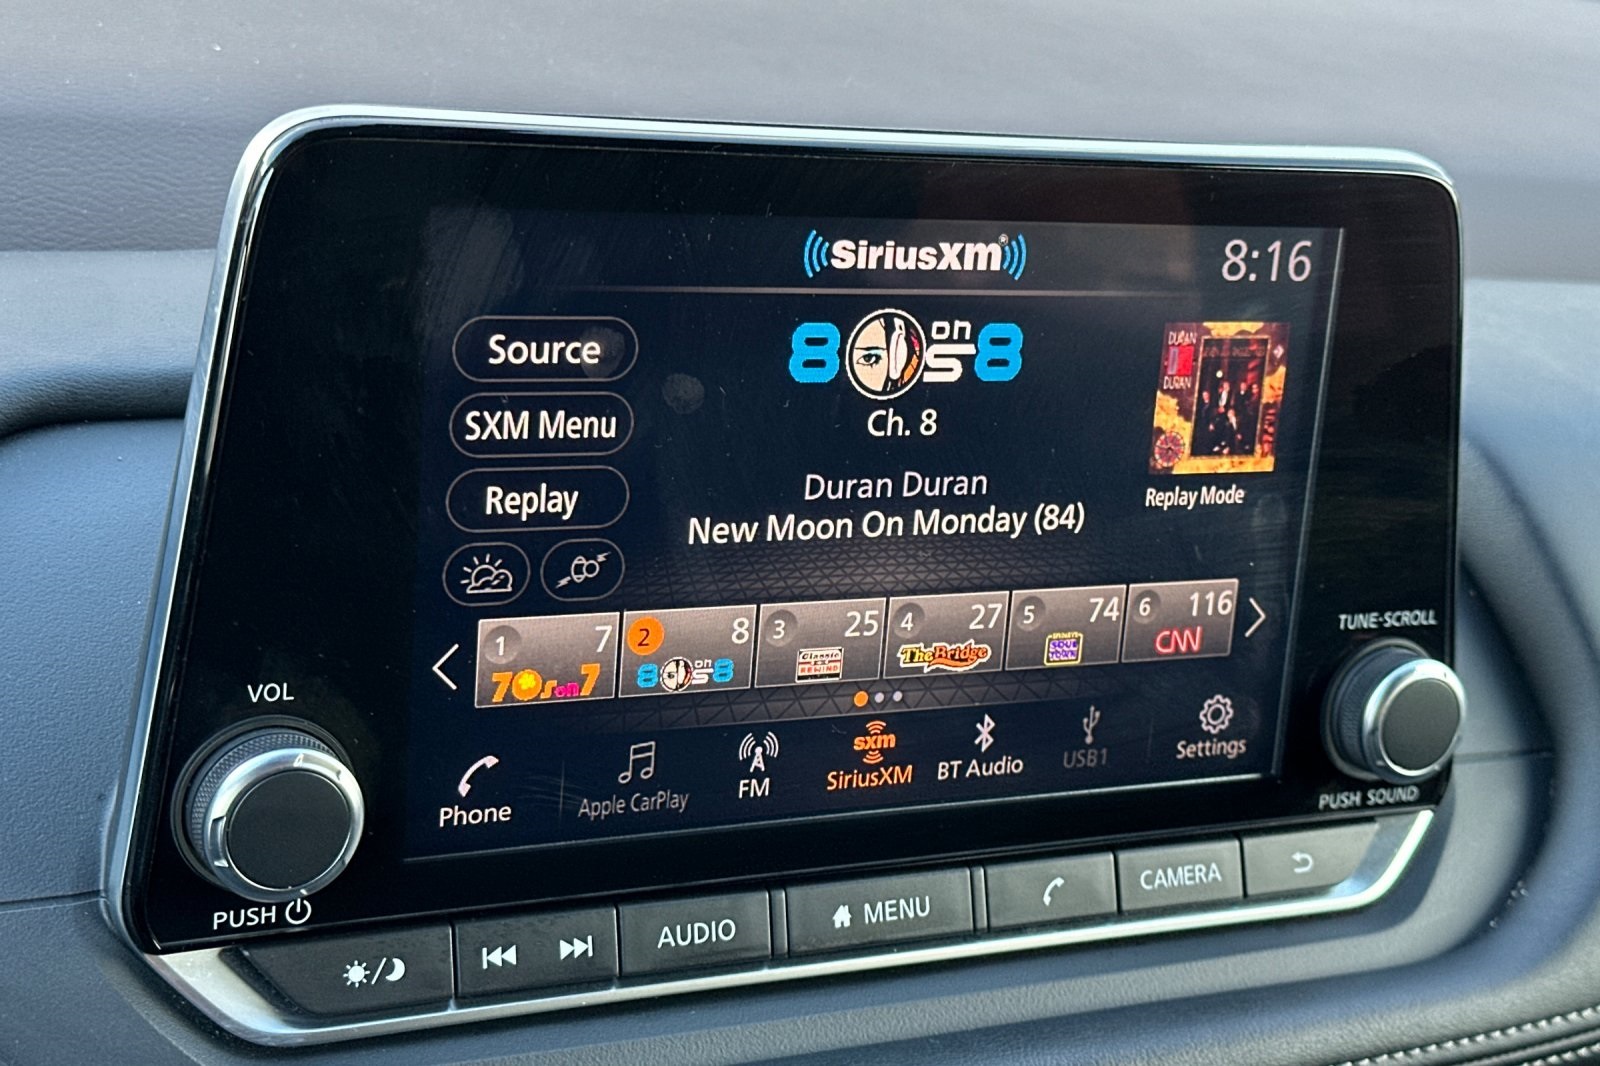 SiriusXM®
8:16
Source
80s on 8
DURAN
DURAN
SXM Menu
Ch. 8
Replay
Duran Duran
Replay Mode
New Moon On Monday (84)
1 7
70s on 7
2 8
80s on 8
3 25
Classic
REWIND
4 27
The Bridge
5 74
SOUL
TOWN
6 116
CNN
TUNE-SCROLL
VOL
Phone
Apple CarPlay
FM
sxm
SiriusXM
BT Audio
USB1
Settings
PUSH SOUND
PUSH
AUDIO
MENU
CAMERA